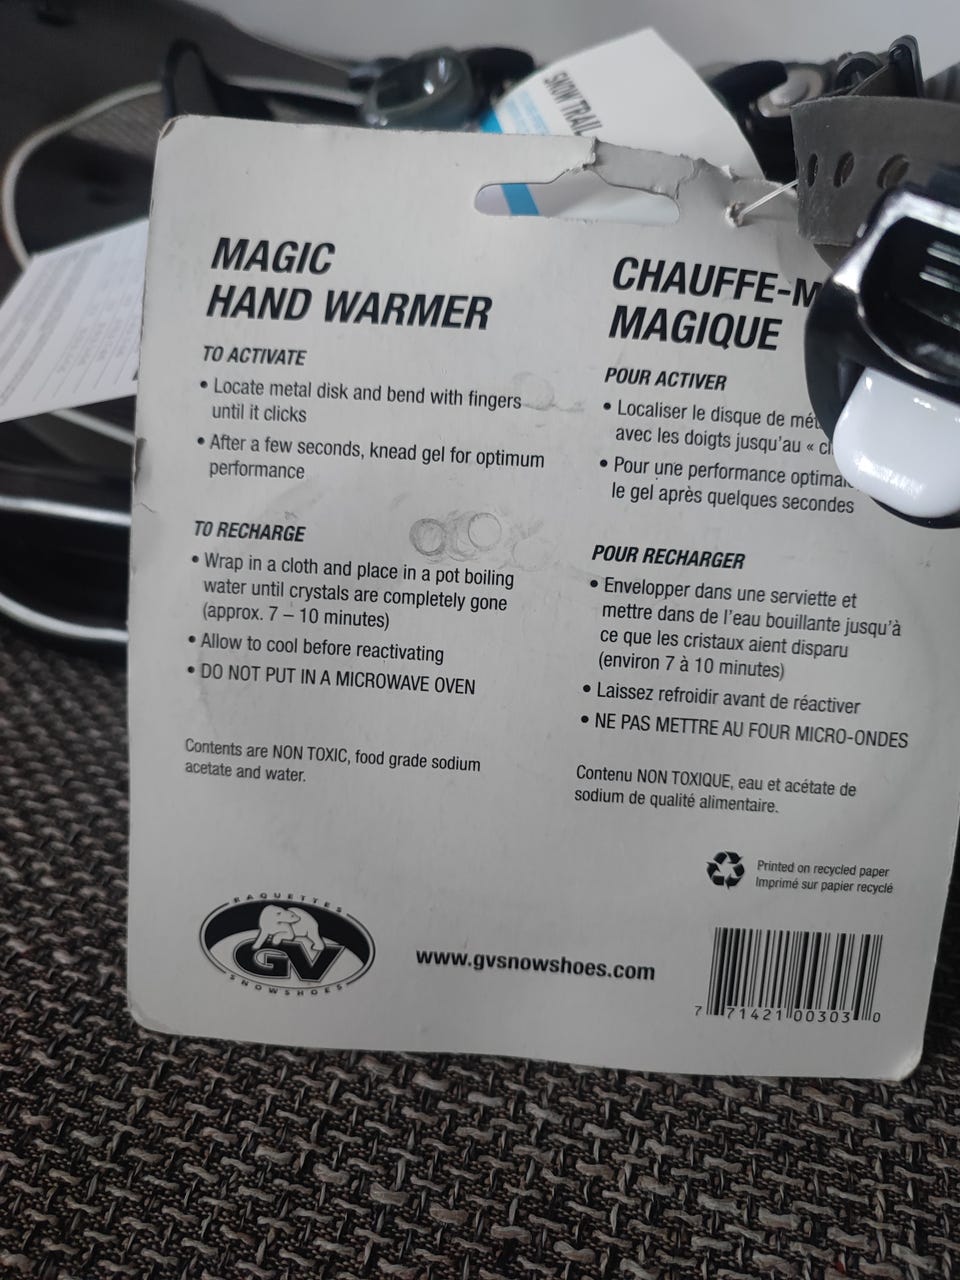 SKIN TRAIL
MAGIC
HAND WARMER
TO ACTIVATE
• Locate metal disk and bend with fingers
until it clicks
• After a few seconds, knead gel for optimum
performance
TO RECHARGE
• Wrap in a cloth and place in a pot boiling
water until crystals are completely gone
(approx. 7 – 10 minutes)
• Allow to cool before reactivating
• DO NOT PUT IN A MICROWAVE OVEN
Contents are NON TOXIC, food grade sodium
acetate and water.
CHAUFFE-M
MAGIQUE
POUR ACTIVER
• Localiser le disque de mét
avec les doigts jusqu'au « cl
• Pour une performance optimal
le gel après quelques secondes
POUR RECHARGER
• Envelopper dans une serviette et
mettre dans de l'eau bouillante jusqu'à
ce que les cristaux aient disparu
(environ 7 à 10 minutes)
• Laissez refroidir avant de réactiver
• NE PAS METTRE AU FOUR MICRO-ONDES
Contenu NON TOXIQUE, eau et acétate de
sodium de qualité alimentaire.
Printed on recycled paper
Imprimé sur papier recyclé
RAQUETTES
GV
SNOWSHOES
www.gvsnowshoes.com
7 71421 00303 0